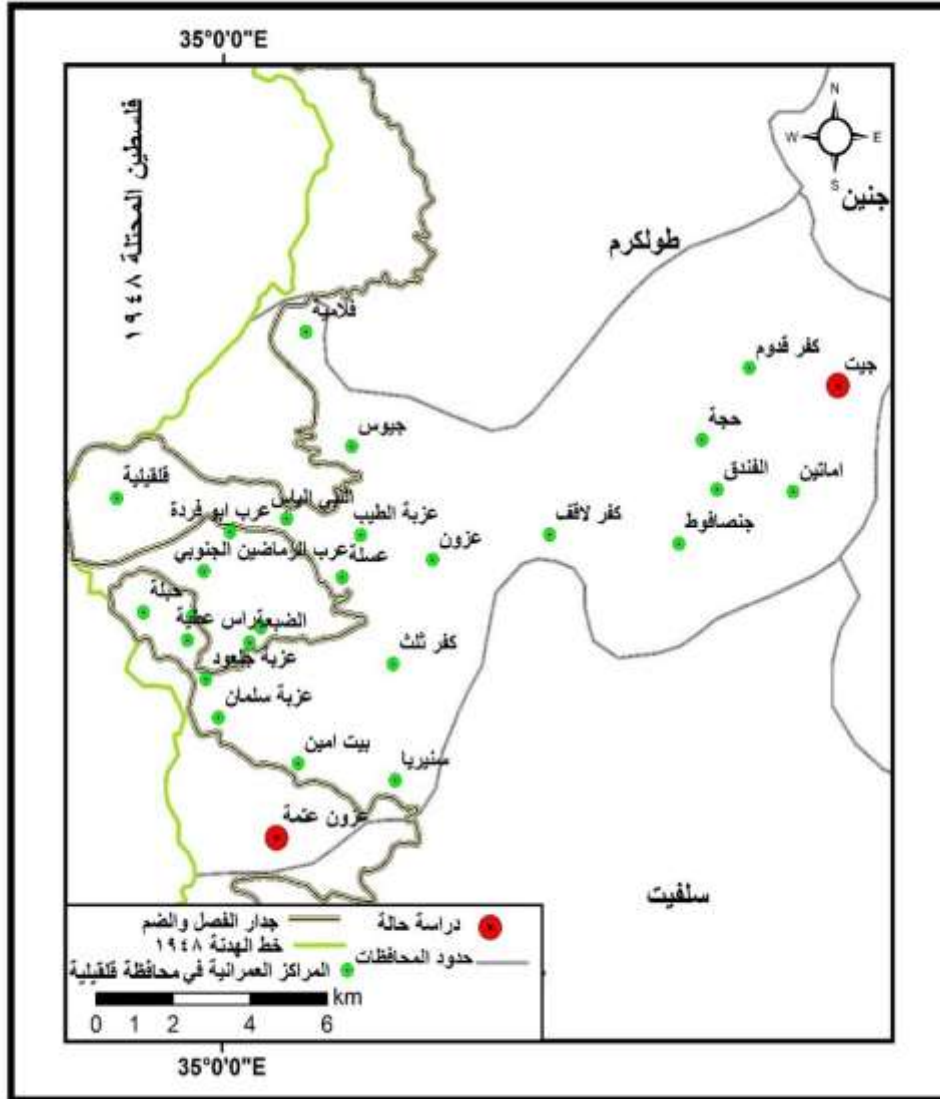 35°0'0"E
فلسطين المحتلة ١٩٤٨
N
W E
S
جنين
طولكرم
فلامية
كفر قدوم
جيت
جيوس
حجة
قلقيلية
الفندق
اماتين
النبي الياس
عرب ابو فردة
عزبة الطيب
كفر لاقف
جنصافوط
عزون
عرب الرماضين الجنوبي
عسلة
حبلة
الضبعة
راس عطية
كفر ثلث
عزبة جلعود
عزبة سلمان
بيت امين
سنيريا
عزون عتمة
سلفيت
دراسة حالة
جدار الفصل والضم
خط الهدنة ١٩٤٨
حدود المحافظات
المراكز العمرانية في محافظة قلقيلية
km
0 1 2 4 6
35°0'0"E